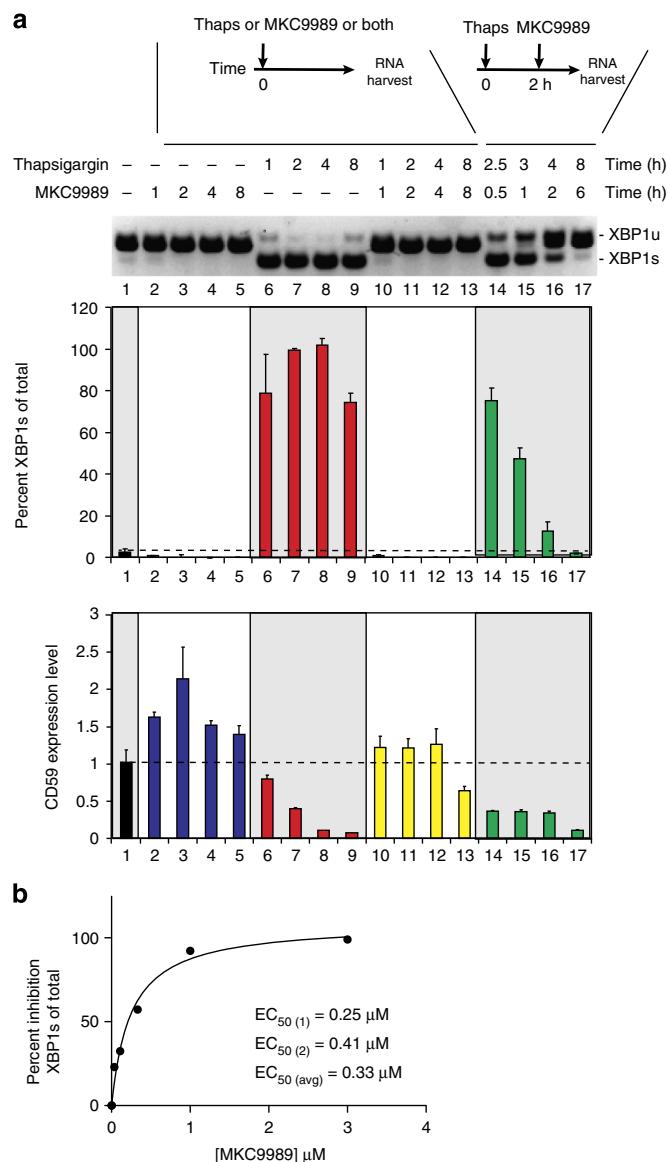 a
Thaps or MKC9989 or both
Thaps MKC9989
Time
0
RNA
harvest
0
2 h
RNA
harvest
Thapsigargin – – – – – 1 2 4 8 1 2 4 8 2.5 3 4 8 Time (h)
MKC9989 – 1 2 4 8 – – – – 1 2 4 8 0.5 1 2 6 Time (h)
- XBP1u
- XBP1s
1 2 3 4 5 6 7 8 9 10 11 12 13 14 15 16 17
Percent XBP1s of total
120
100
80
60
40
20
0
1 2 3 4 5 6 7 8 9 10 11 12 13 14 15 16 17
CD59 expression level
3
2.5
2
1.5
1
0.5
0
1 2 3 4 5 6 7 8 9 10 11 12 13 14 15 16 17
b
Percent inhibition
XBP1s of total
100
50
0
EC50 (1) = 0.25 μM
EC50 (2) = 0.41 μM
EC50 (avg) = 0.33 μM
0 1 2 3 4
[MKC9989] μM